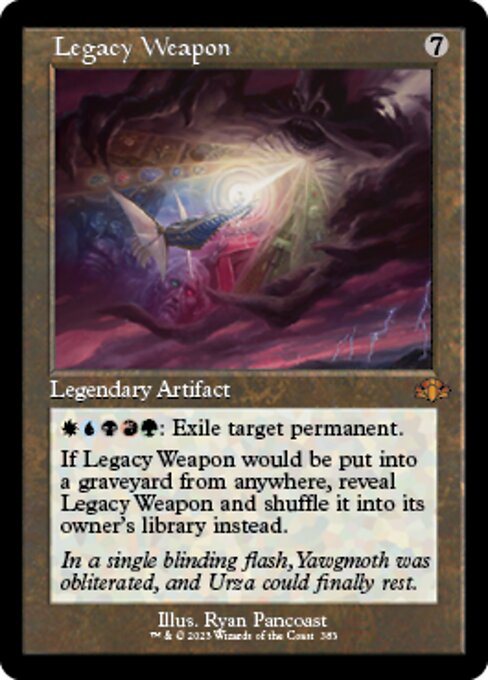 Legacy Weapon 7
Legendary Artifact
: Exile target permanent.
If Legacy Weapon would be put into
a graveyard from anywhere, reveal
Legacy Weapon and shuffle it into its
owner's library instead.
In a single blinding flash, Yawgmoth was
obliterated, and Urza could finally rest.
Illus. Ryan Pancoast
™ & © 2023 Wizards of the Coast 385